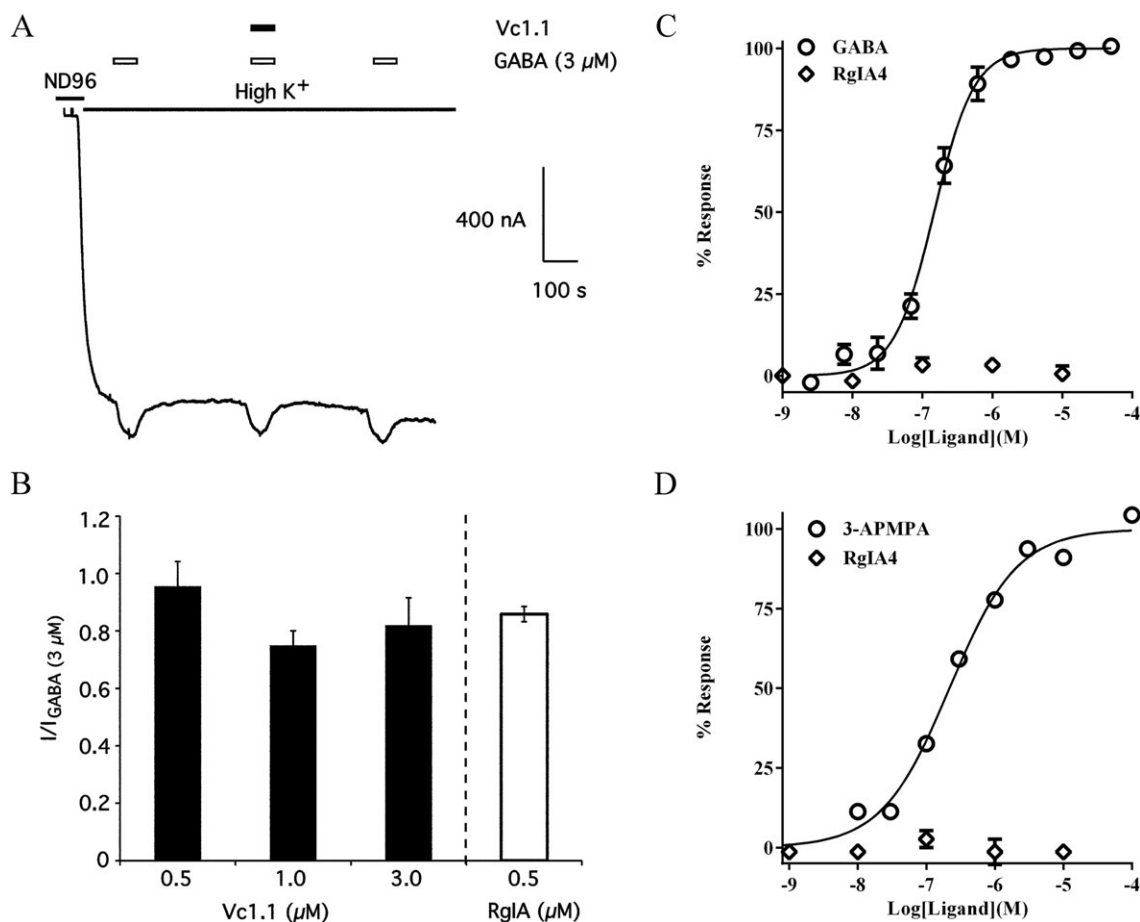 A
Vc1.1
GABA (3 µM)
ND96
High K+
400 nA
100 s
B
1.2
1.0
0.8
0.6
0.4
0.2
0
I/IGABA (3 µM)
0.5 1.0 3.0 0.5
Vc1.1 (µM) RgIA (µM)
C
GABA
RgIA4
100
75
50
25
0
% Response
-9 -8 -7 -6 -5 -4
Log[Ligand](M)
D
3-APMPA
RgIA4
100
75
50
25
0
% Response
-9 -8 -7 -6 -5 -4
Log[Ligand](M)